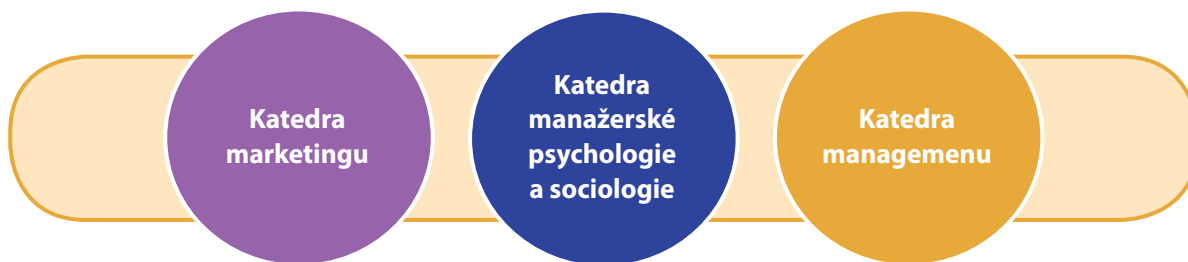 Katedra
marketingu
Katedra
manažerské
psychologie
a sociologie
Katedra
managemenu